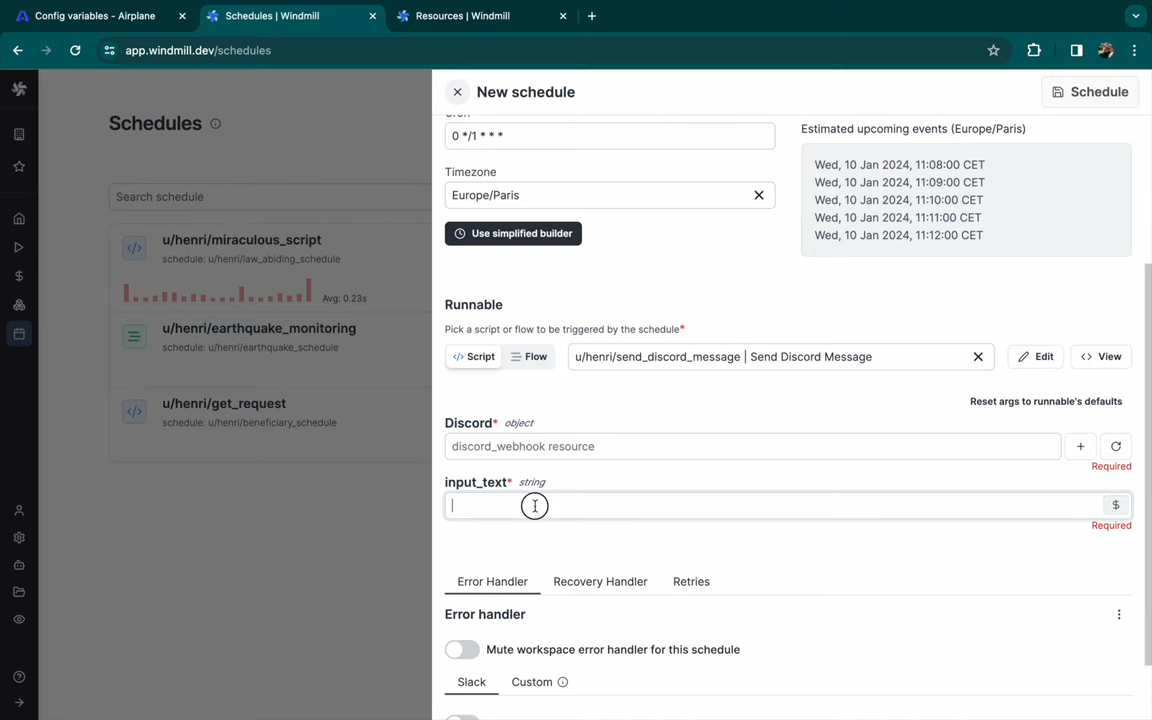 Config variables - Airplane
Schedules | Windmill
Resources | Windmill
app.windmill.dev/schedules
Schedules
Search schedule
u/henri/miraculous_script
schedule: u/henri/law_abiding_schedule
Avg: 0.23s
u/henri/earthquake_monitoring
schedule: u/henri/earthquake_schedule
u/henri/get_request
schedule: u/henri/beneficiary_schedule
New schedule
Schedule
0 */1 * * *
Timezone
Europe/Paris
Use simplified builder
Estimated upcoming events (Europe/Paris)
Wed, 10 Jan 2024, 11:08:00 CET
Wed, 10 Jan 2024, 11:09:00 CET
Wed, 10 Jan 2024, 11:10:00 CET
Wed, 10 Jan 2024, 11:11:00 CET
Wed, 10 Jan 2024, 11:12:00 CET
Runnable
Pick a script or flow to be triggered by the schedule*
Script Flow u/henri/send_discord_message | Send Discord Message Edit View
Reset args to runnable's defaults
Discord* object
discord_webhook resource
Required
input_text* string
$
Required
Error Handler Recovery Handler Retries
Error handler
Mute workspace error handler for this schedule
Slack Custom